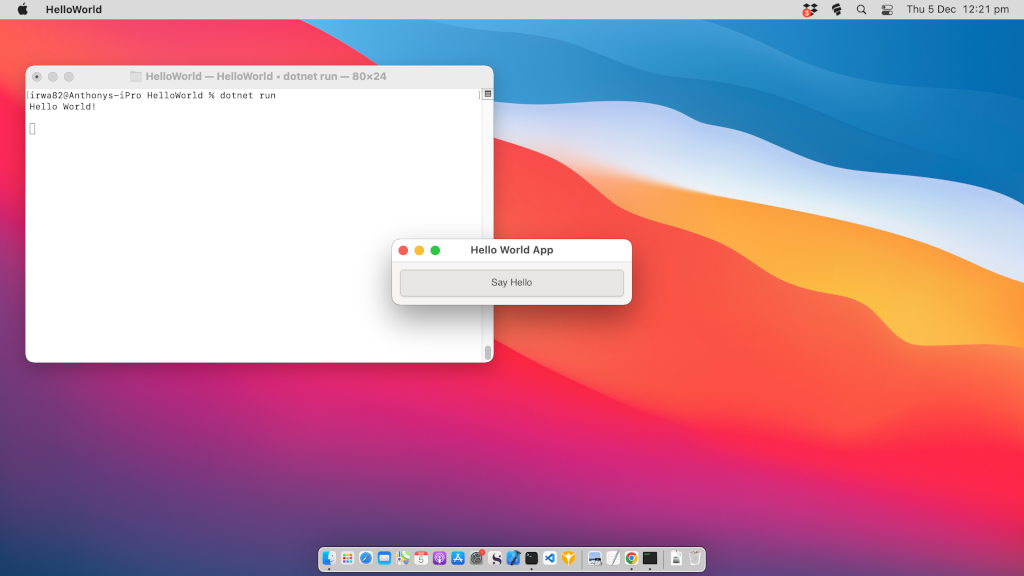 HelloWorld
Thu 5 Dec 12:21 pm
HelloWorld — HelloWorld • dotnet run — 80×24
[irwa82@Anthonys-iPro HelloWorld % dotnet run ]
Hello World!
Hello World App
Say Hello
5